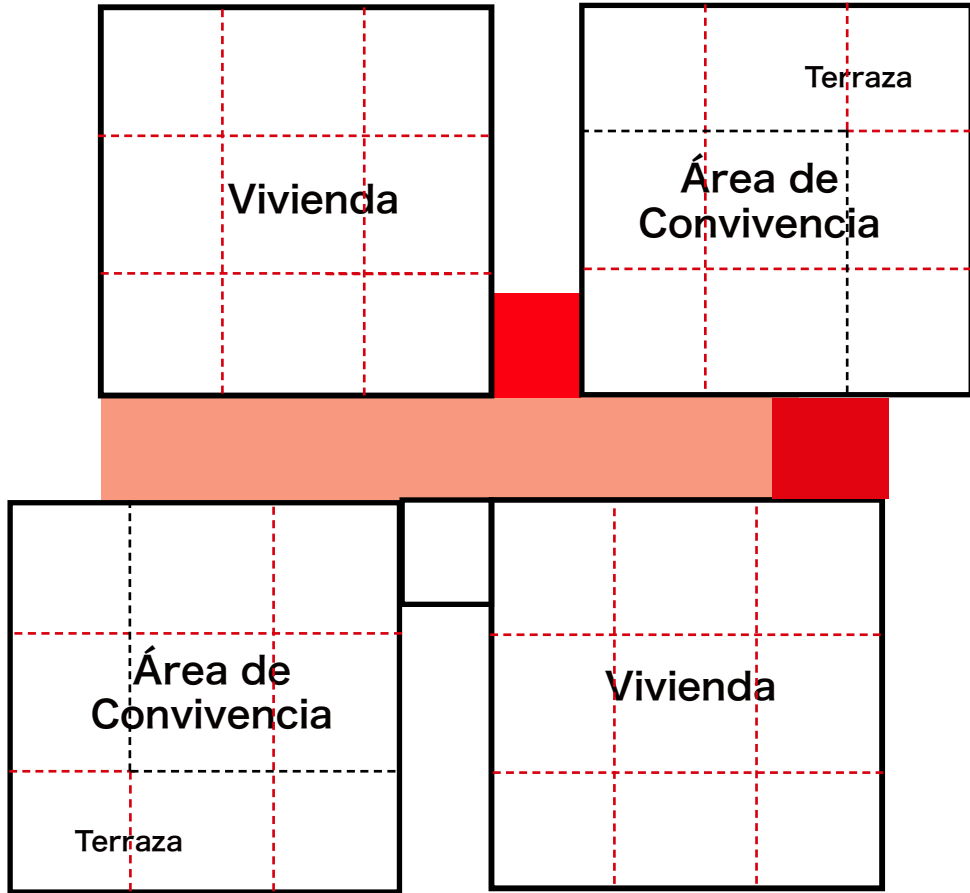 Terraza
Vivienda
Área de
Convivencia
Área de
Convivencia
Vivienda
Terraza